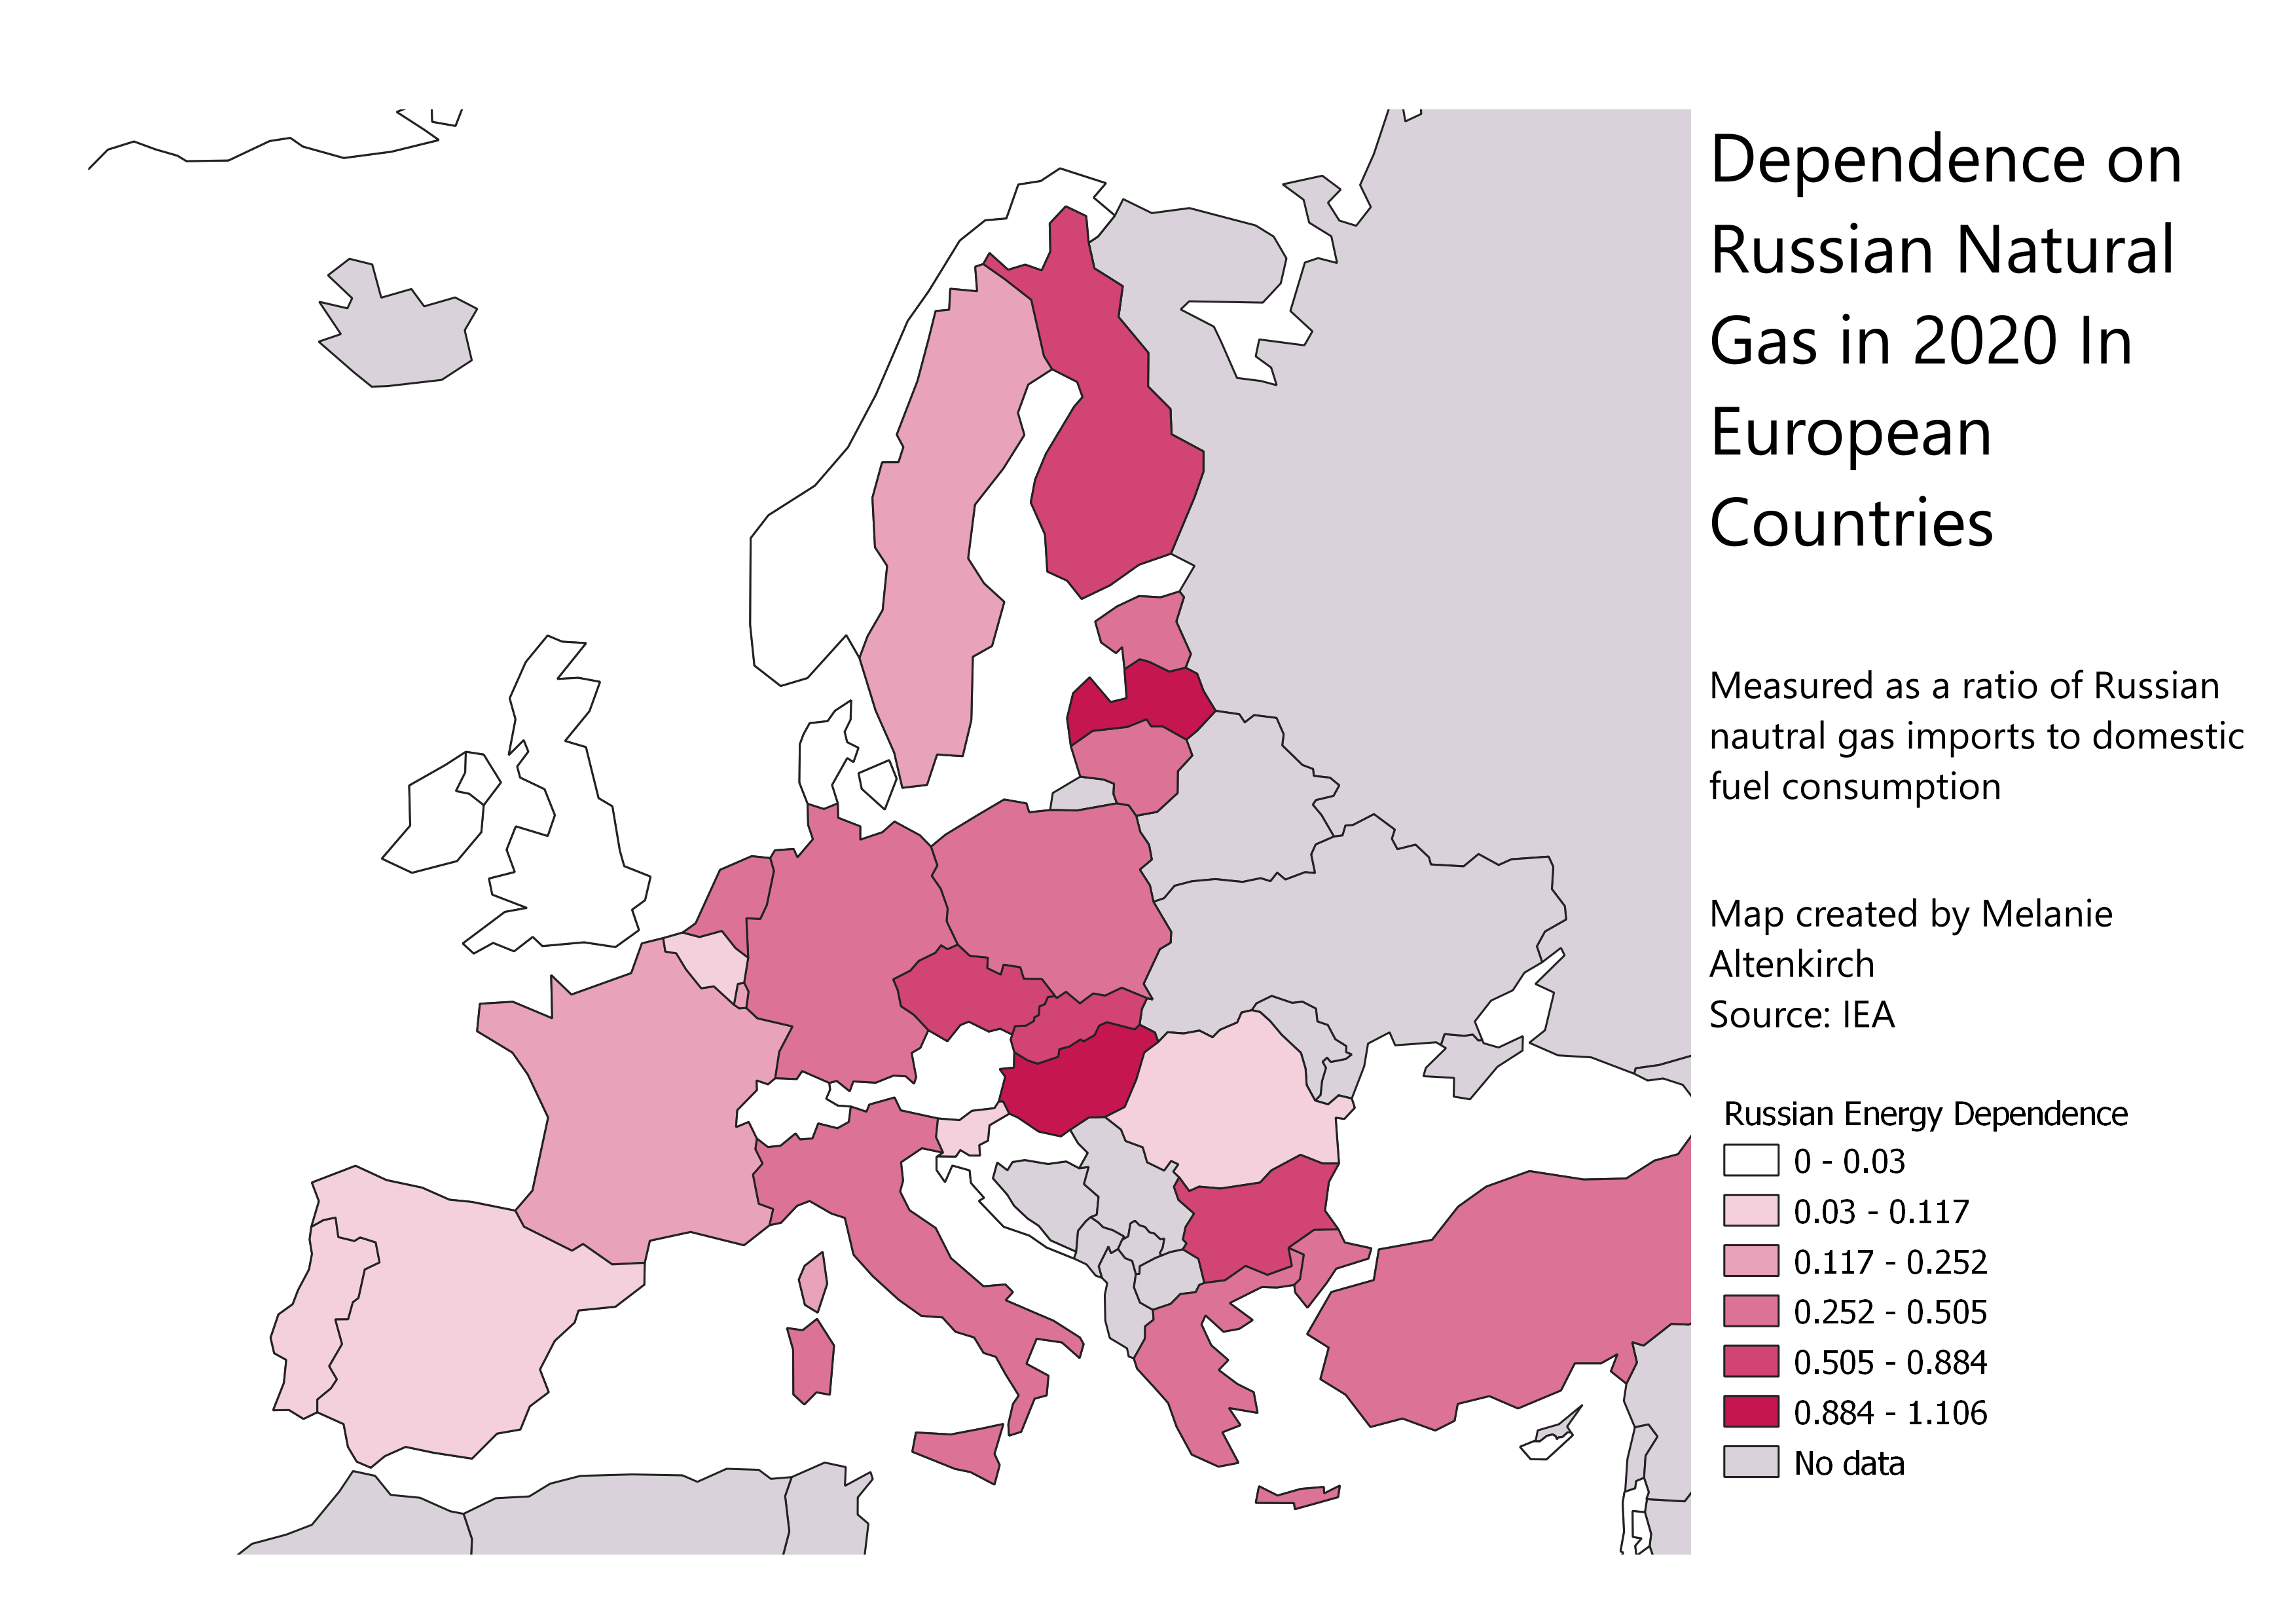 Dependence on
Russian Natural
Gas in 2020 In
European
Countries
Measured as a ratio of Russian
nautral gas imports to domestic
fuel consumption
Map created by Melanie
Altenkirch
Source: IEA
Russian Energy Dependence
0 - 0.03
0.03 - 0.117
0.117 - 0.252
0.252 - 0.505
0.505 - 0.884
0.884 - 1.106
No data